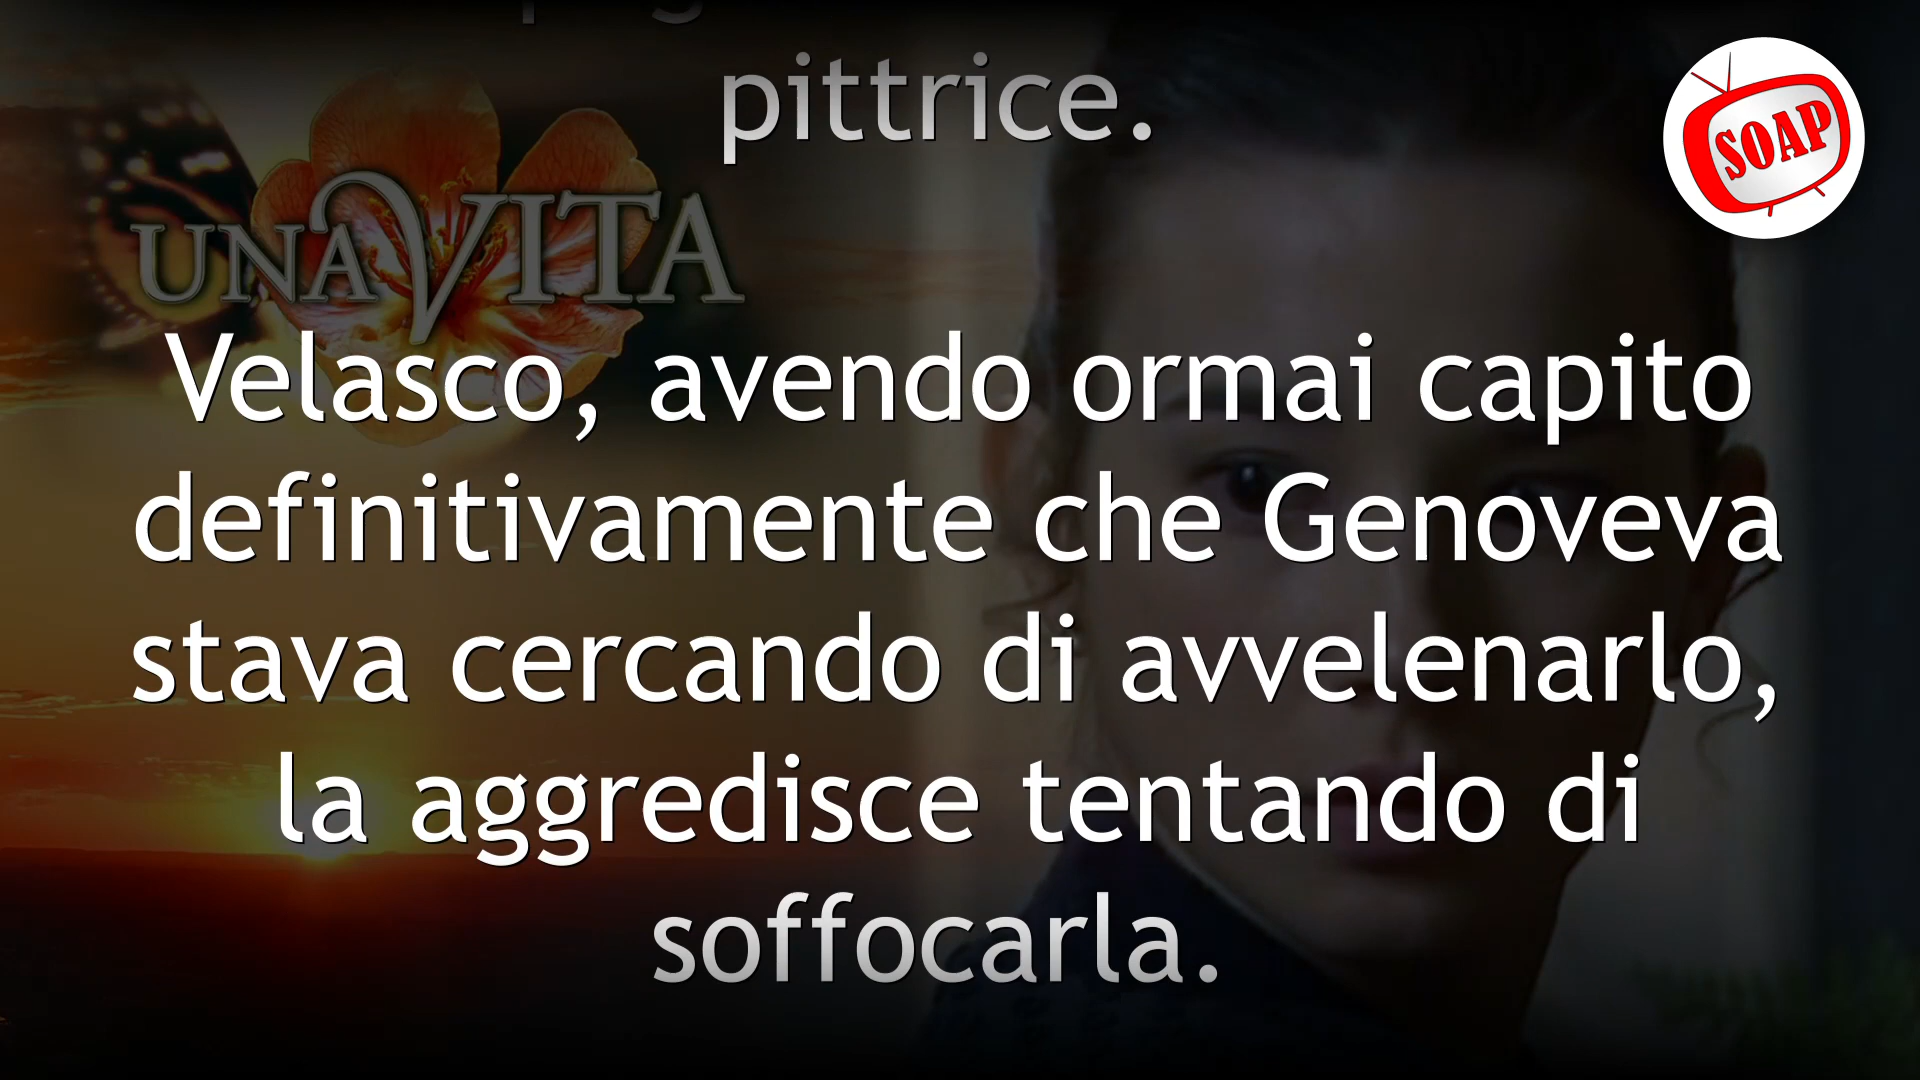 pittrice.
SOAP
UNA VITA
Velasco, avendo ormai capito
definitivamente che Genoveva
stava cercando di avvelenarlo,
la aggredisce tentando di
soffocarla.